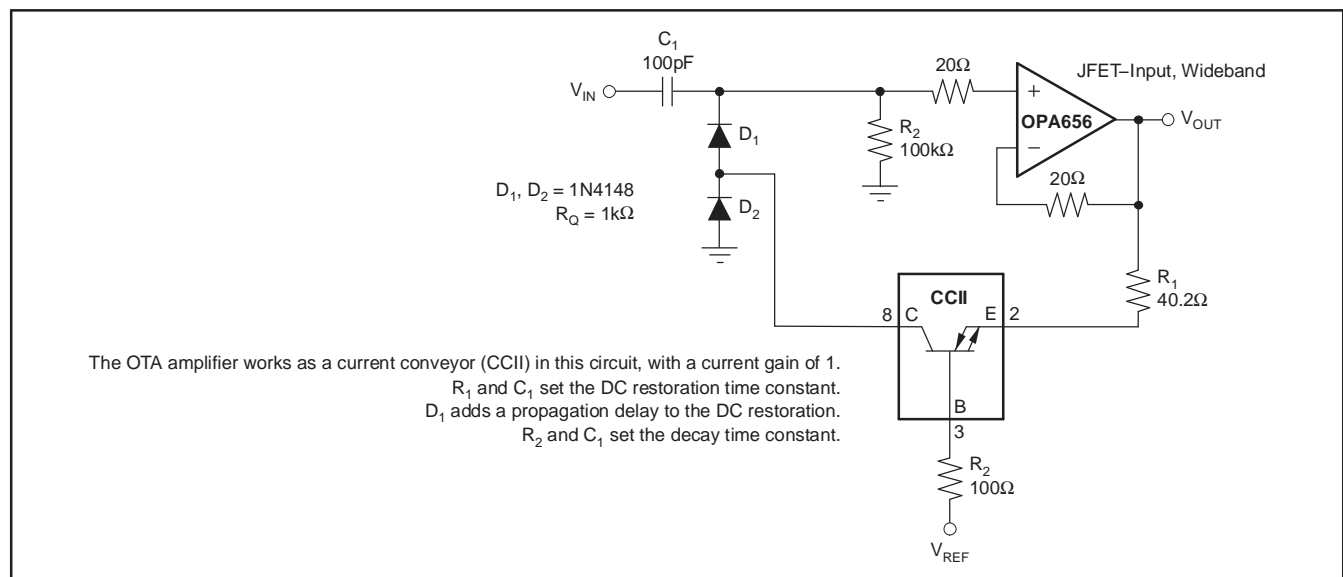 C1
100pF
VIN
20Ω
JFET–Input, Wideband
+
OPA656
−
VOUT
D1
R2
100kΩ
20Ω
D1, D2 = 1N4148
RQ = 1kΩ
D2
R1
40.2Ω
CCII
8 C E 2
The OTA amplifier works as a current conveyor (CCII) in this circuit, with a current gain of 1.
R1 and C1 set the DC restoration time constant.
D1 adds a propagation delay to the DC restoration.
R2 and C1 set the decay time constant.
B
3
R2
100Ω
VREF